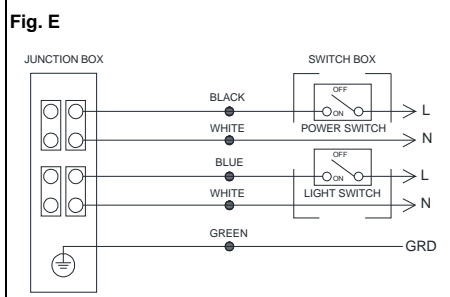 Fig. E
JUNCTION BOX
SWITCH BOX
OFF
BLACK
ON
L
WHITE
POWER SWITCH
N
OFF
BLUE
ON
L
WHITE
LIGHT SWITCH
N
GREEN
GRD